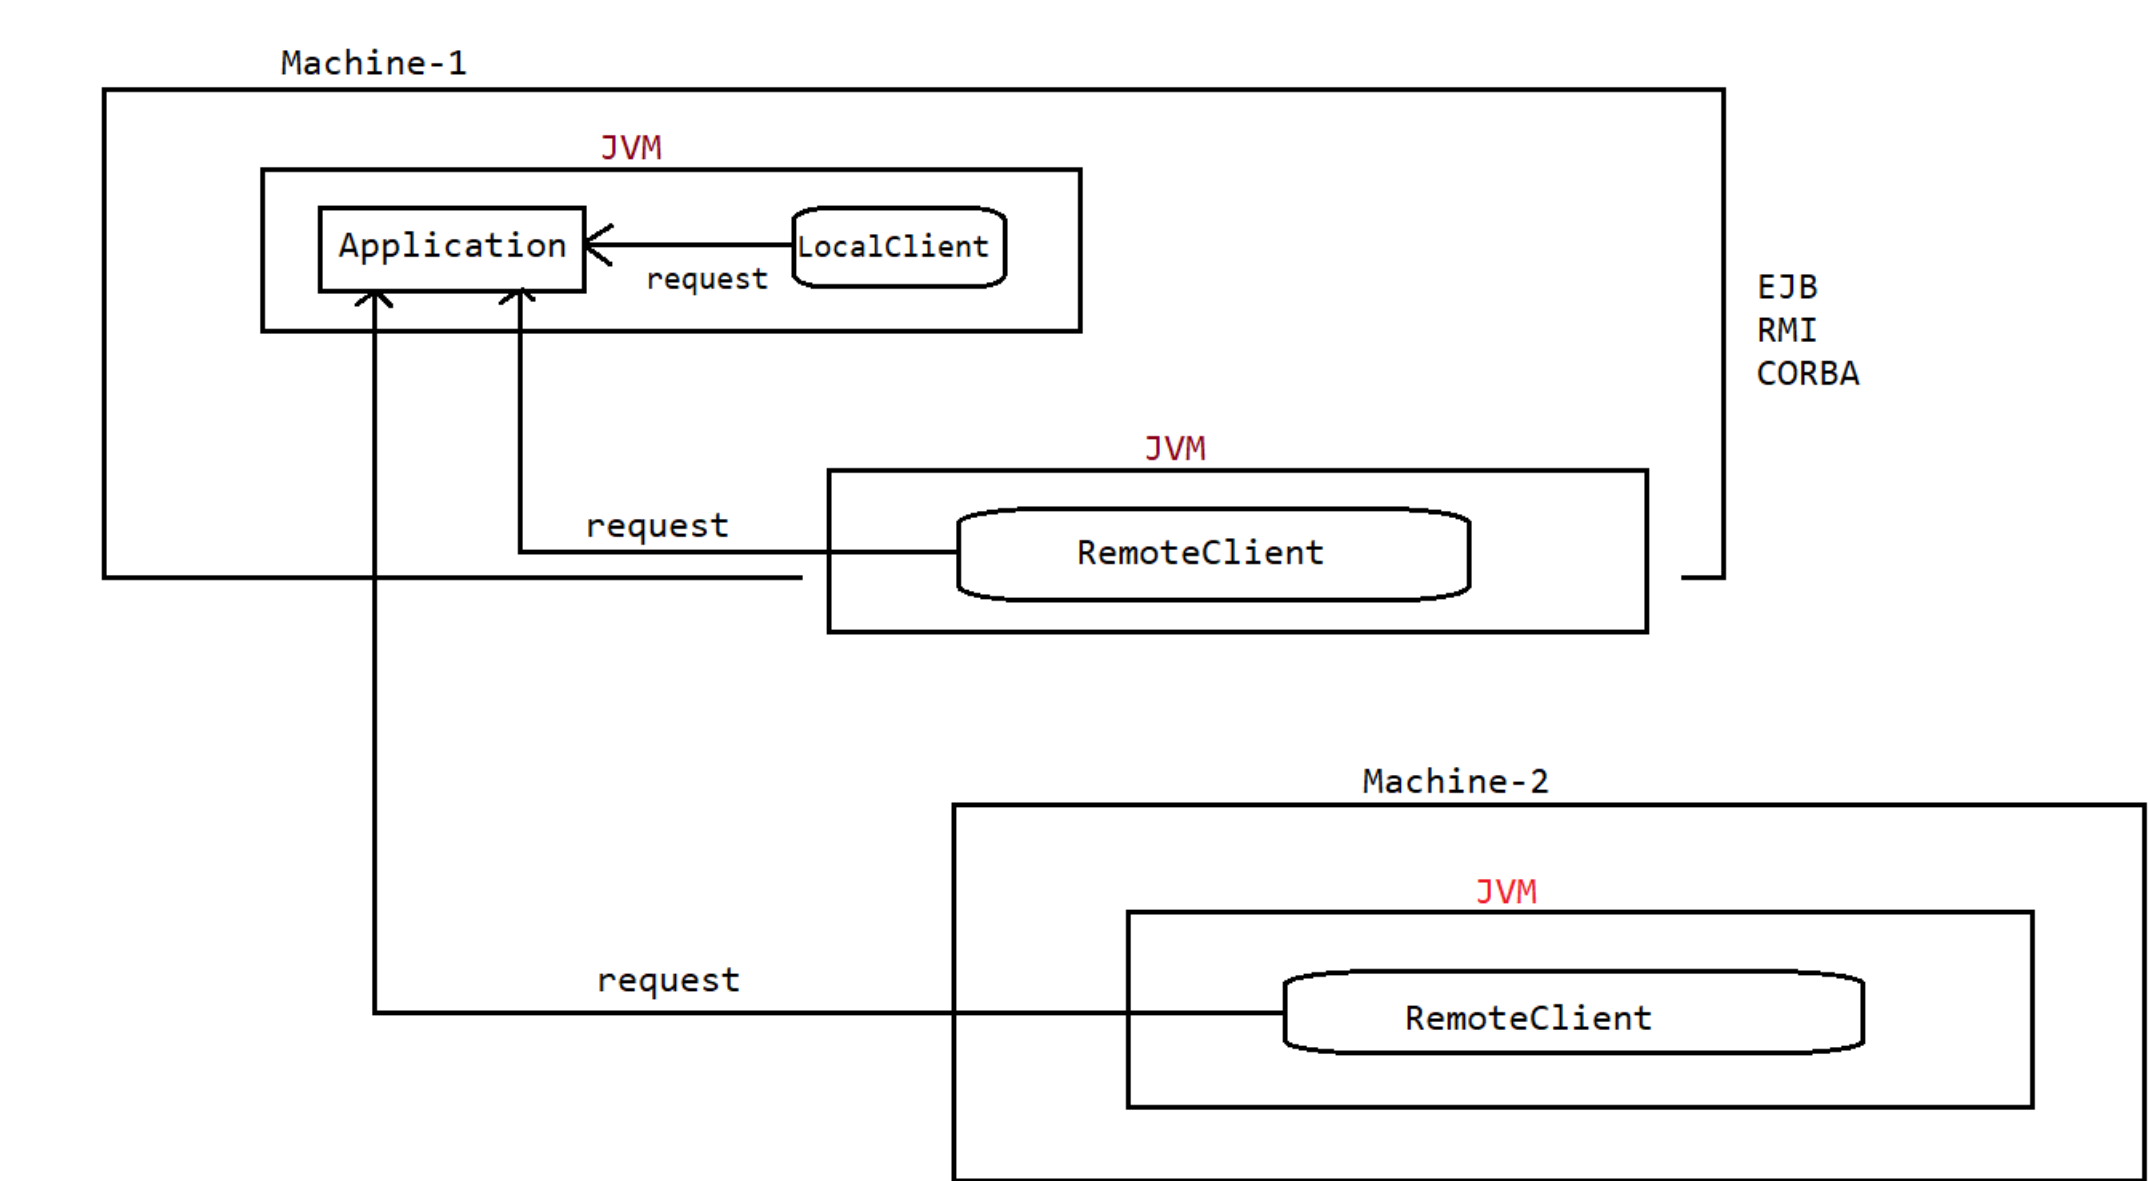 Machine-1
JVM
Application
LocalClient
request
EJB
RMI
CORBA
JVM
request
RemoteClient
Machine-2
JVM
request
RemoteClient